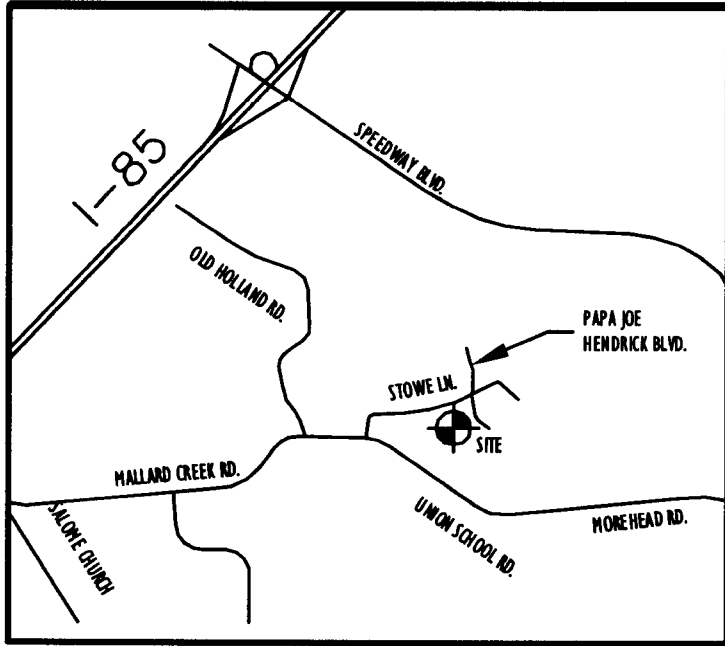 I-85
SPEEDWAY BLVD.
OLD HOLLAND RD.
PAPA JOE
HENDRICK BLVD.
STOWE LN.
SITE
MALLARD CREEK RD.
SALOME CHURCH
UNION SCHOOL RD.
MOREHEAD RD.